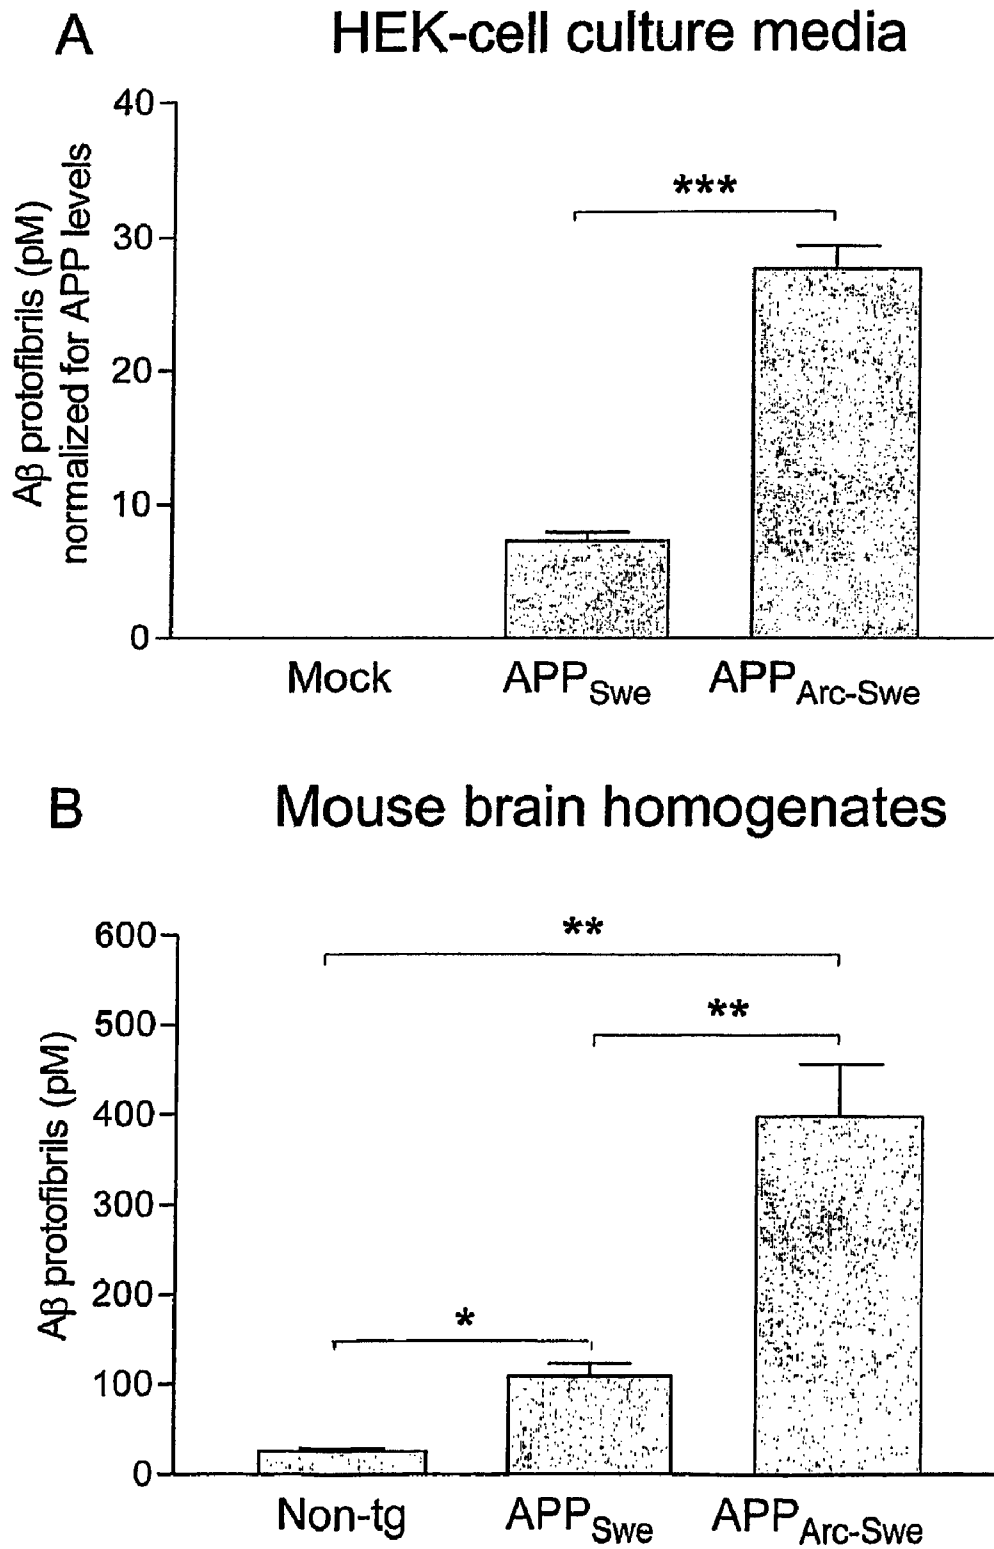 A
HEK-cell culture media
Aβ protofibrils (pM)
normalized for APP levels
40
30
20
10
0
***
Mock
APPSwe
APPArc-Swe
B
Mouse brain homogenates
Aβ protofibrils (pM)
600
500
400
300
200
100
0
**
**
*
Non-tg
APPSwe
APPArc-Swe